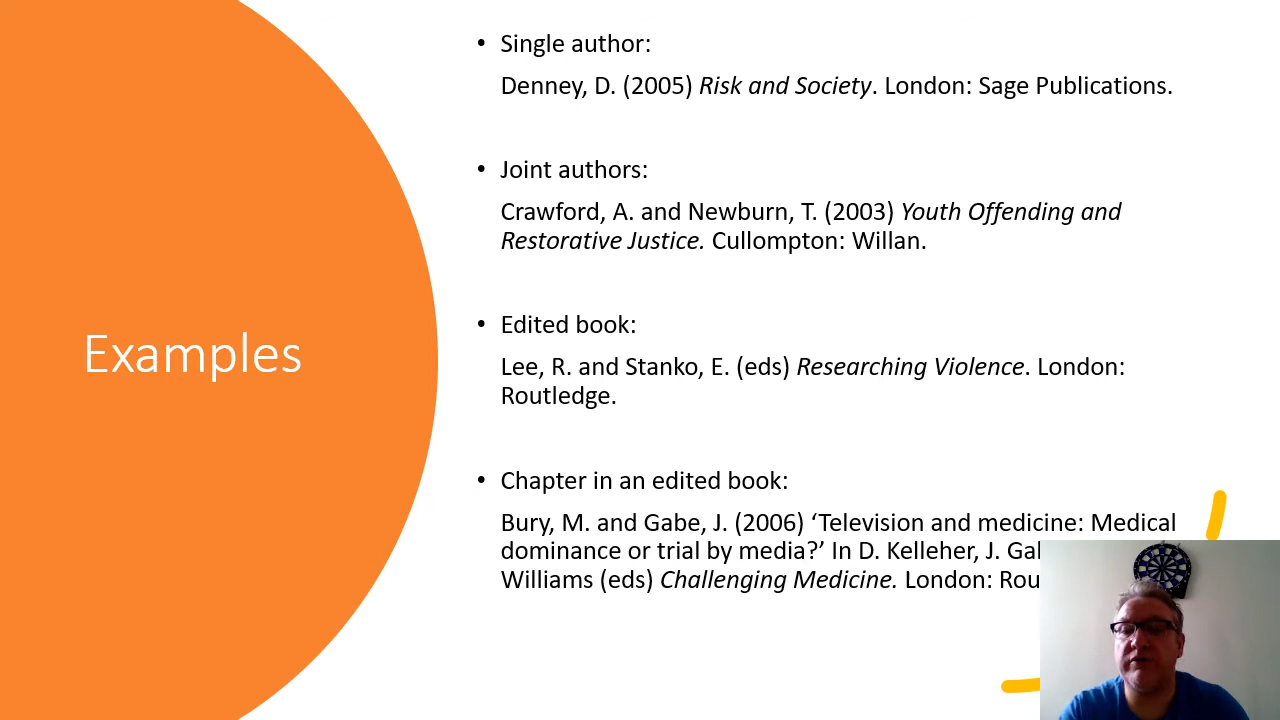 Examples
• Single author:
Denney, D. (2005) Risk and Society. London: Sage Publications.
• Joint authors:
Crawford, A. and Newburn, T. (2003) Youth Offending and
Restorative Justice. Cullompton: Willan.
• Edited book:
Lee, R. and Stanko, E. (eds) Researching Violence. London:
Routledge.
• Chapter in an edited book:
Bury, M. and Gabe, J. (2006) ‘Television and medicine: Medical
dominance or trial by media?’ In D. Kelleher, J.
Williams (eds) Challenging Medicine. London: